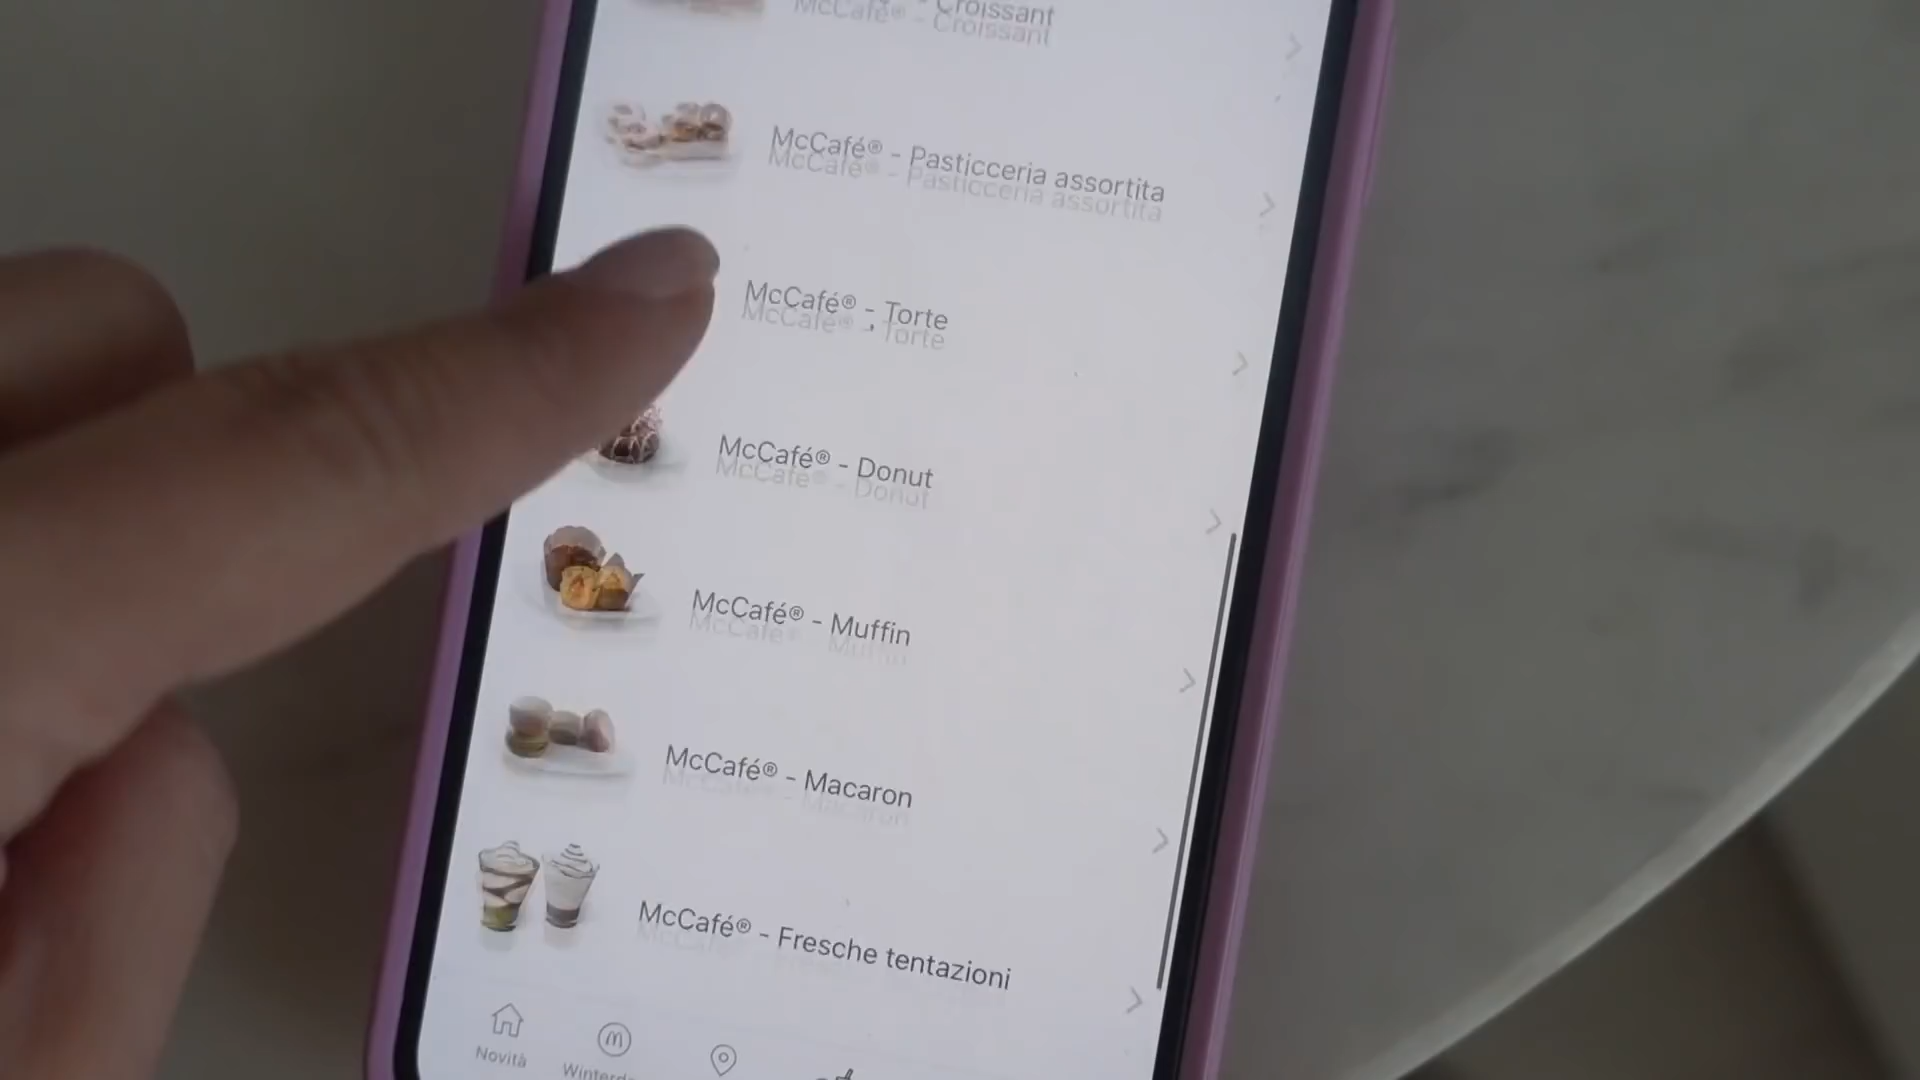 McCafé® - Croissant
McCafé® - Pasticceria assortita
McCafé® - Torte
McCafé® - Donut
McCafé® - Muffin
McCafé® - Macaron
McCafé® - Fresche tentazioni
Novità